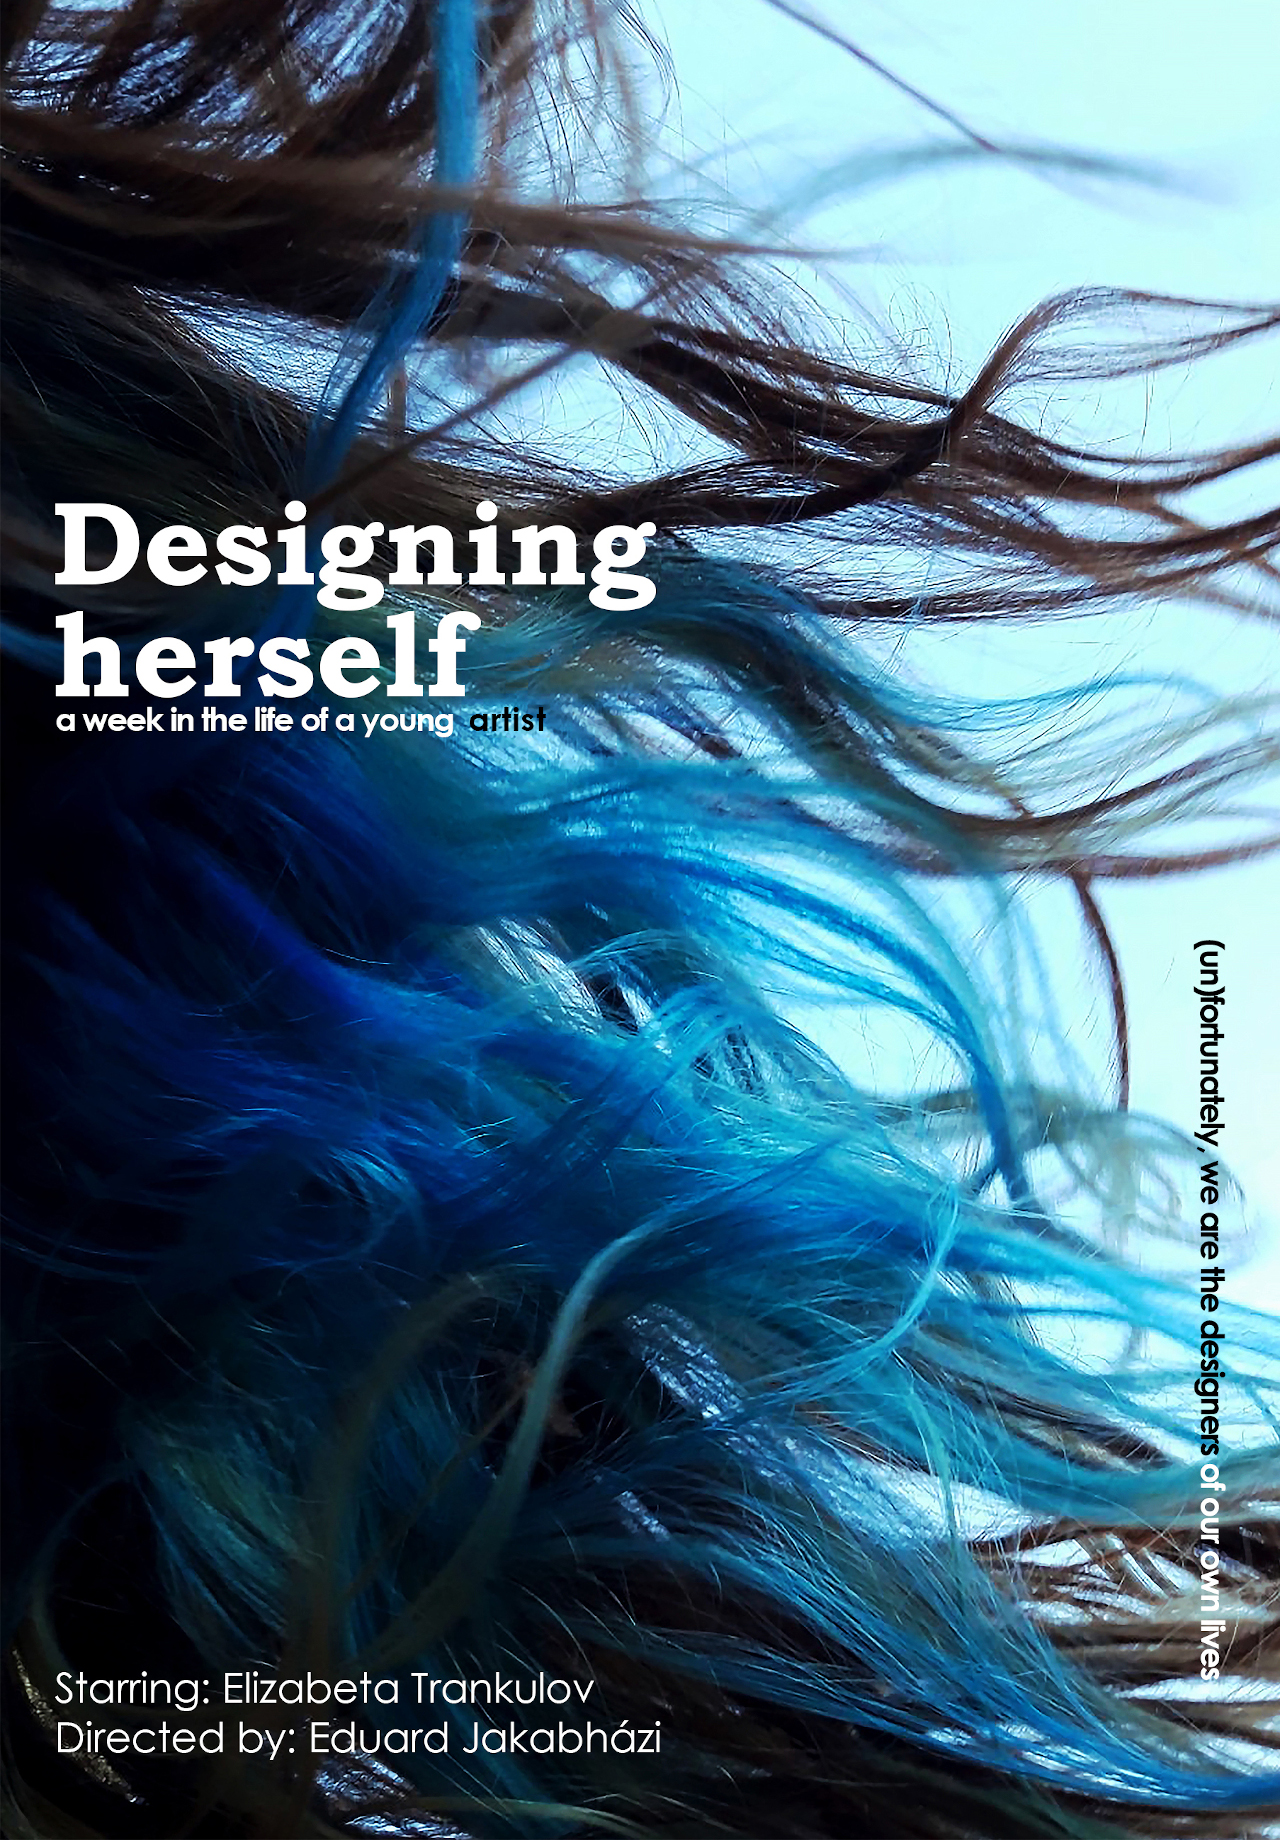 Designing
herself
a week in the life of a young artist
(un)fortunately, we are the designers of our own lives
Starring: Elizabeta Trankulov
Directed by: Eduard Jakabházi